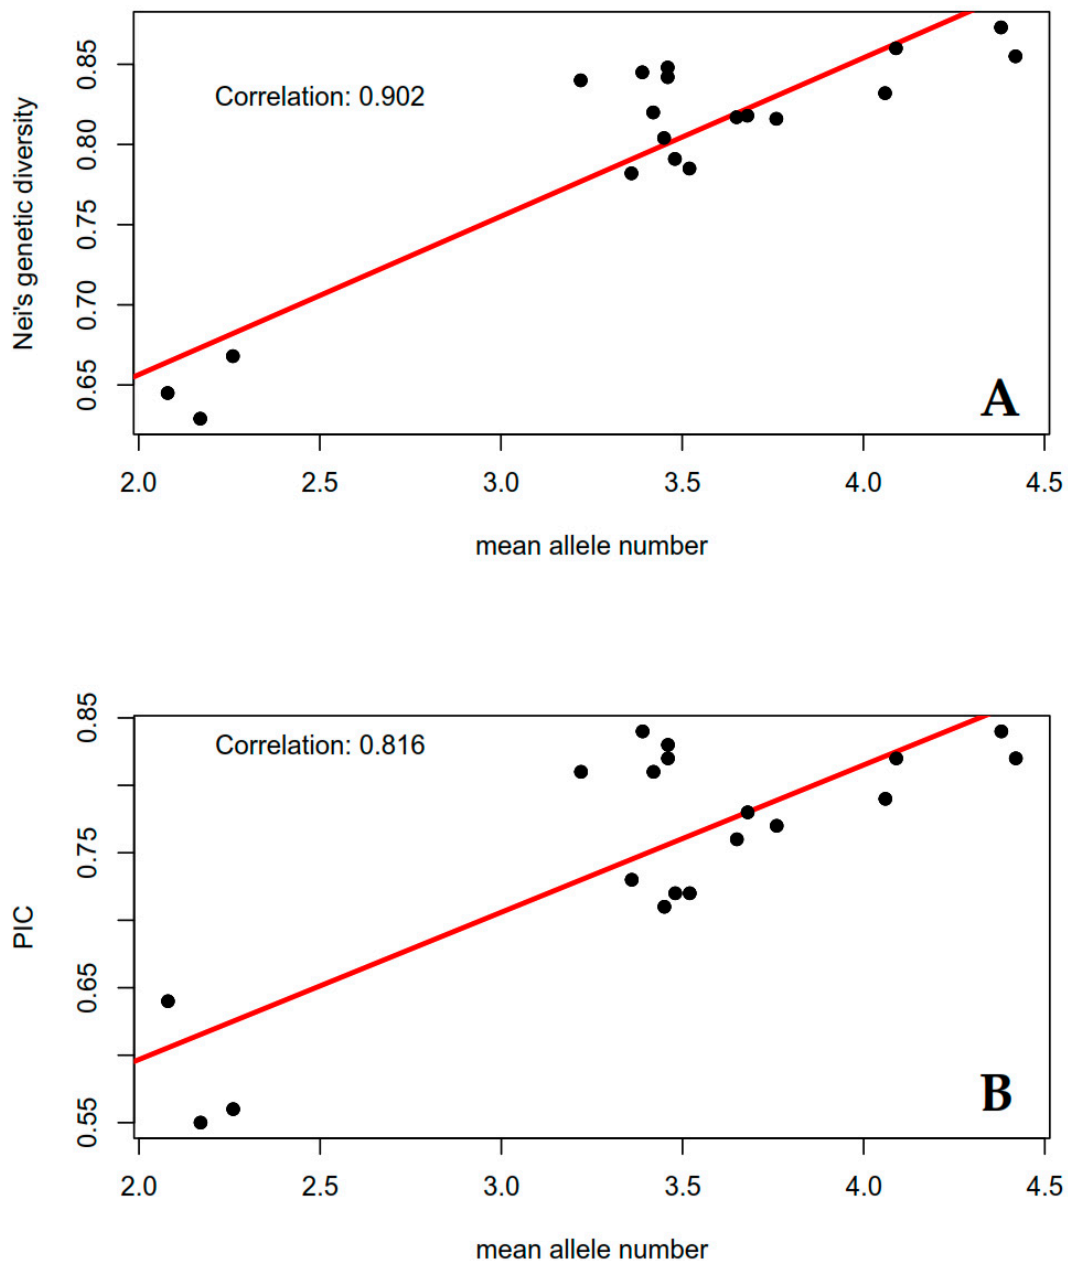 0.85
0.80
0.75
0.70
0.65
Nei's genetic diversity
Correlation: 0.902
A
2.0 2.5 3.0 3.5 4.0 4.5
mean allele number
0.85
0.75
0.65
0.55
PIC
Correlation: 0.816
B
2.0 2.5 3.0 3.5 4.0 4.5
mean allele number